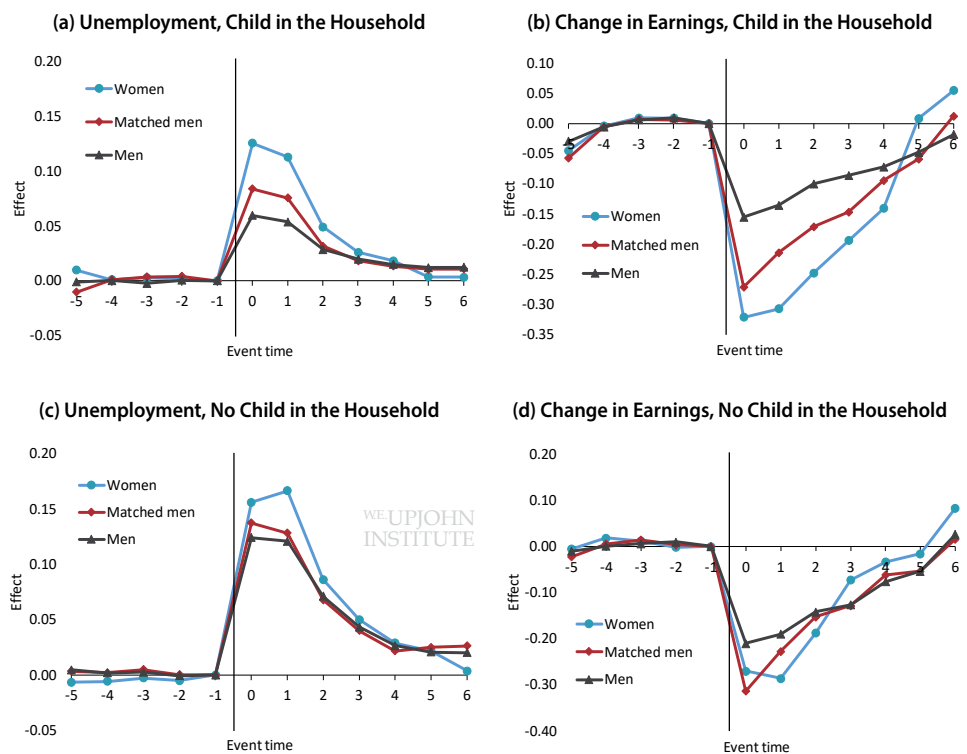 (a) Unemployment, Child in the Household
0.20
0.15
0.10
0.05
0.00
-0.05
Effect
Women
Matched men
Men
-5 -4 -3 -2 -1 0 1 2 3 4 5 6
Event time
(b) Change in Earnings, Child in the Household
0.10
0.05
0.00
-0.05
-0.10
-0.15
-0.20
-0.25
-0.30
-0.35
Effect
-5 -4 -3 -2 -1 0 1 2 3 4 5 6
Women
Matched men
Men
Event time
(c) Unemployment, No Child in the Household
0.20
0.15
0.10
0.05
0.00
-0.05
Effect
Women
Matched men
Men
W.E. UPJOHN
INSTITUTE
-5 -4 -3 -2 -1 0 1 2 3 4 5 6
Event time
(d) Change in Earnings, No Child in the Household
0.20
0.10
0.00
-0.10
-0.20
-0.30
-0.40
Effect
-5 -4 -3 -2 -1 0 1 2 3 4 5 6
Women
Matched men
Men
Event time